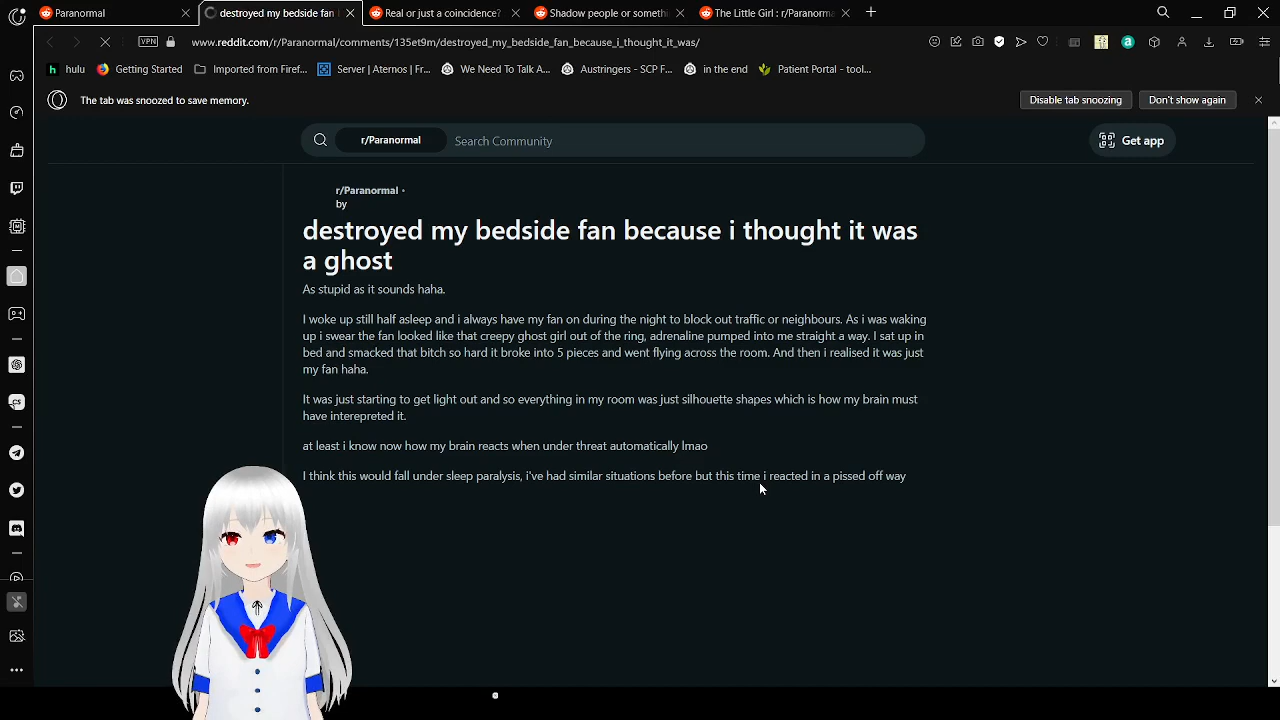 Paranormal
destroyed my bedside fan
Real or just a coincidence?
Shadow people or somethi
The Little Girl : r/Paranorma
VPN
www.reddit.com/r/Paranormal/comments/135et9m/destroyed_my_bedside_fan_because_i_thought_it_was/
hulu
Getting Started
Imported from Firef...
Server | Aternos | Fr...
We Need To Talk A...
Austringers - SCP F...
in the end
Patient Portal - tool...
The tab was snoozed to save memory.
Disable tab snoozing
Don't show again
r/Paranormal
Search Community
Get app
r/Paranormal •
by
destroyed my bedside fan because i thought it was
a ghost
As stupid as it sounds haha.
I woke up still half asleep and i always have my fan on during the night to block out traffic or neighbours. As i was waking
up i swear the fan looked like that creepy ghost girl out of the ring, adrenaline pumped into me straight a way. I sat up in
bed and smacked that bitch so hard it broke into 5 pieces and went flying across the room. And then i realised it was just
my fan haha.
It was just starting to get light out and so everything in my room was just silhouette shapes which is how my brain must
have interepreted it.
at least i know now how my brain reacts when under threat automatically lmao
I think this would fall under sleep paralysis, i've had similar situations before but this time i reacted in a pissed off way